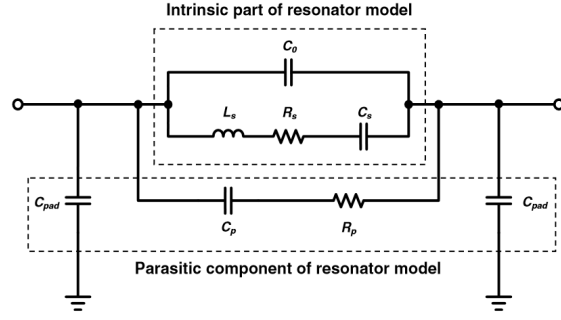 Intrinsic part of resonator model
C0
Ls Rs Cs
Cpad Cpad
Cp Rp
Parasitic component of resonator model